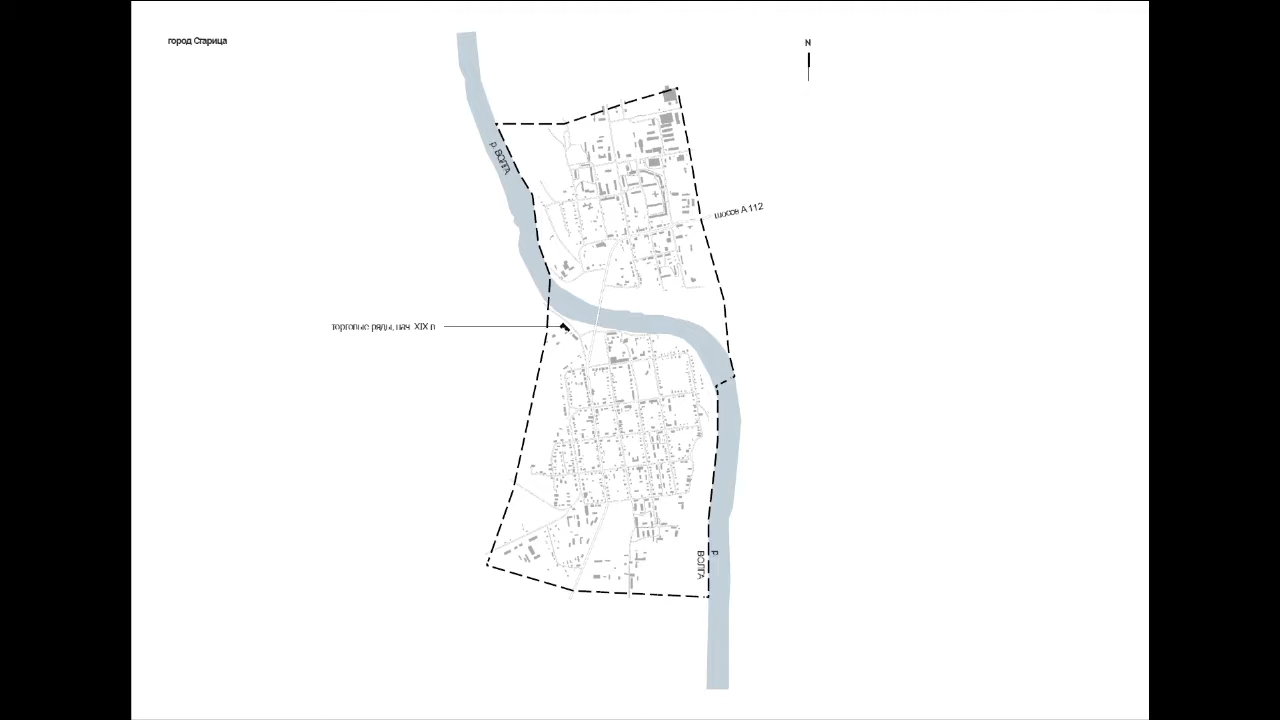 город Старица
N
р. ВОЛГА
шоссе А 112
торговые ряды, нач. XIX в
р.
ВОЛГА